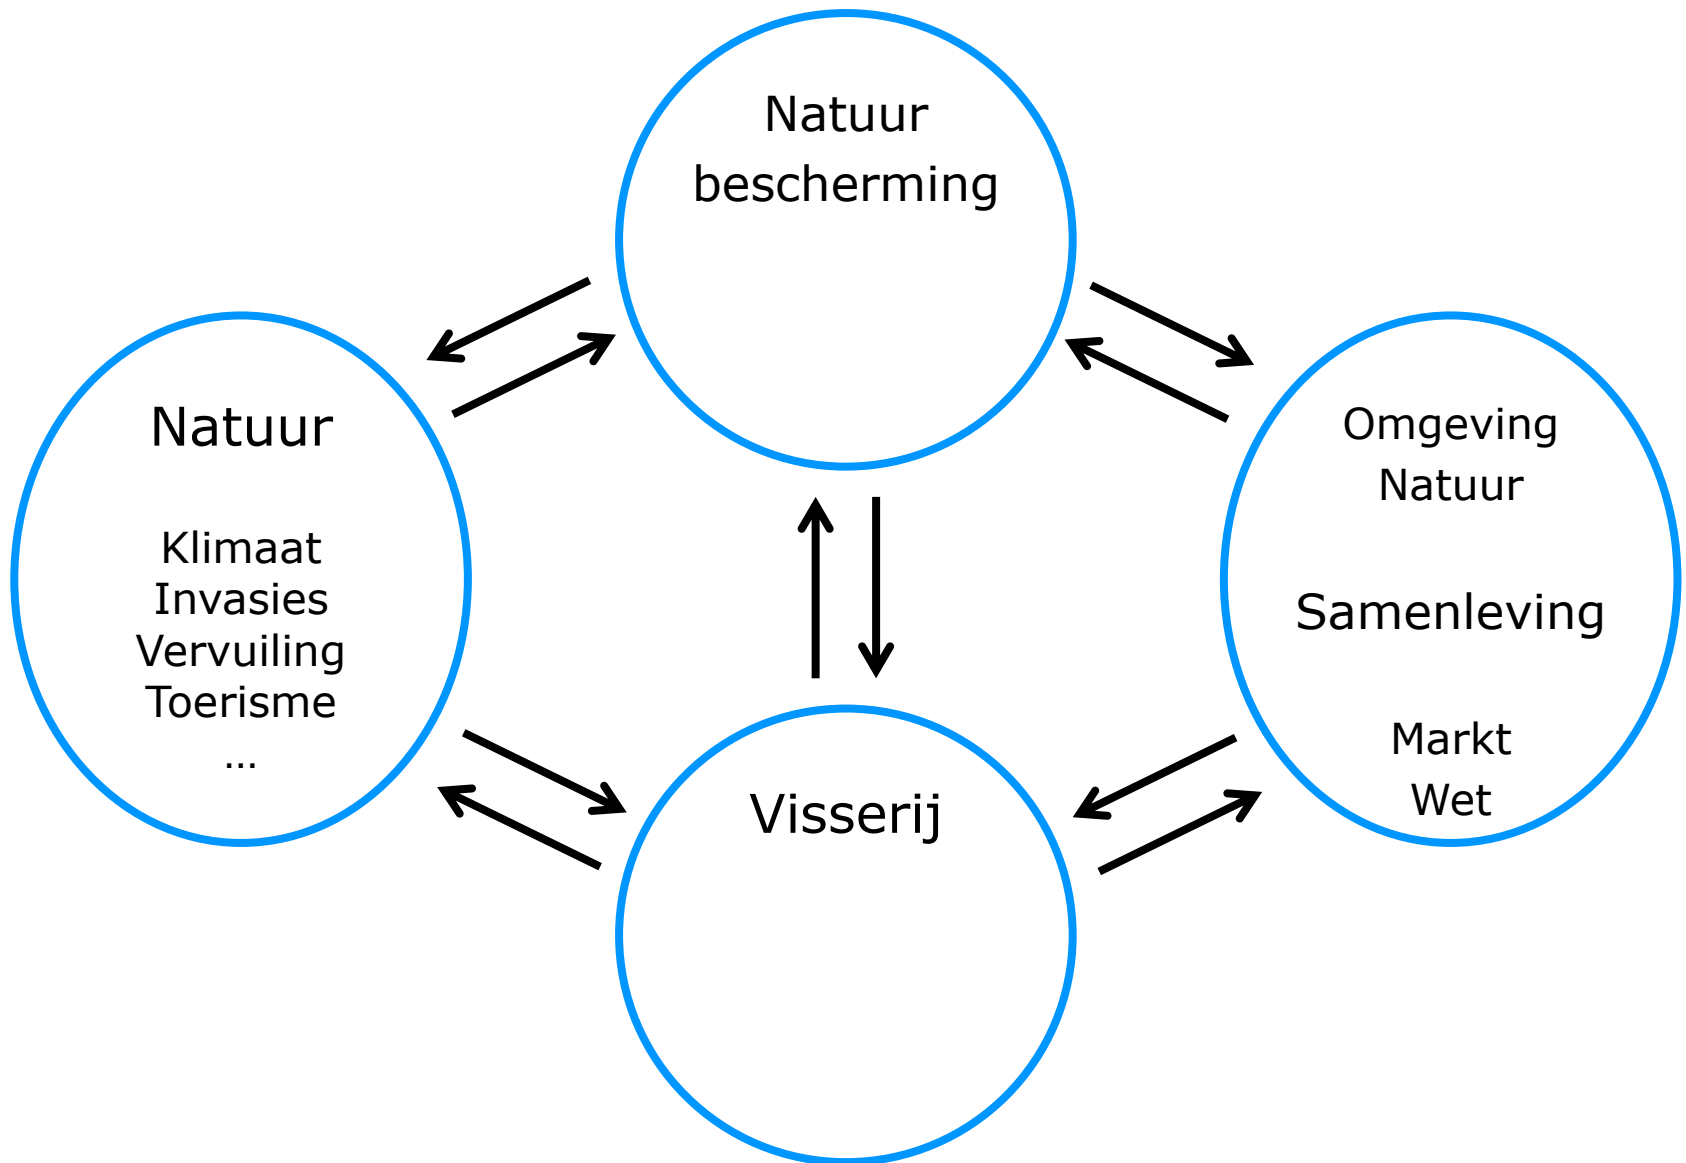 Natuur
bescherming
Natuur
Klimaat
Invasies
Vervuiling
Toerisme
...
Omgeving
Natuur
Samenleving
Markt
Wet
Visserij